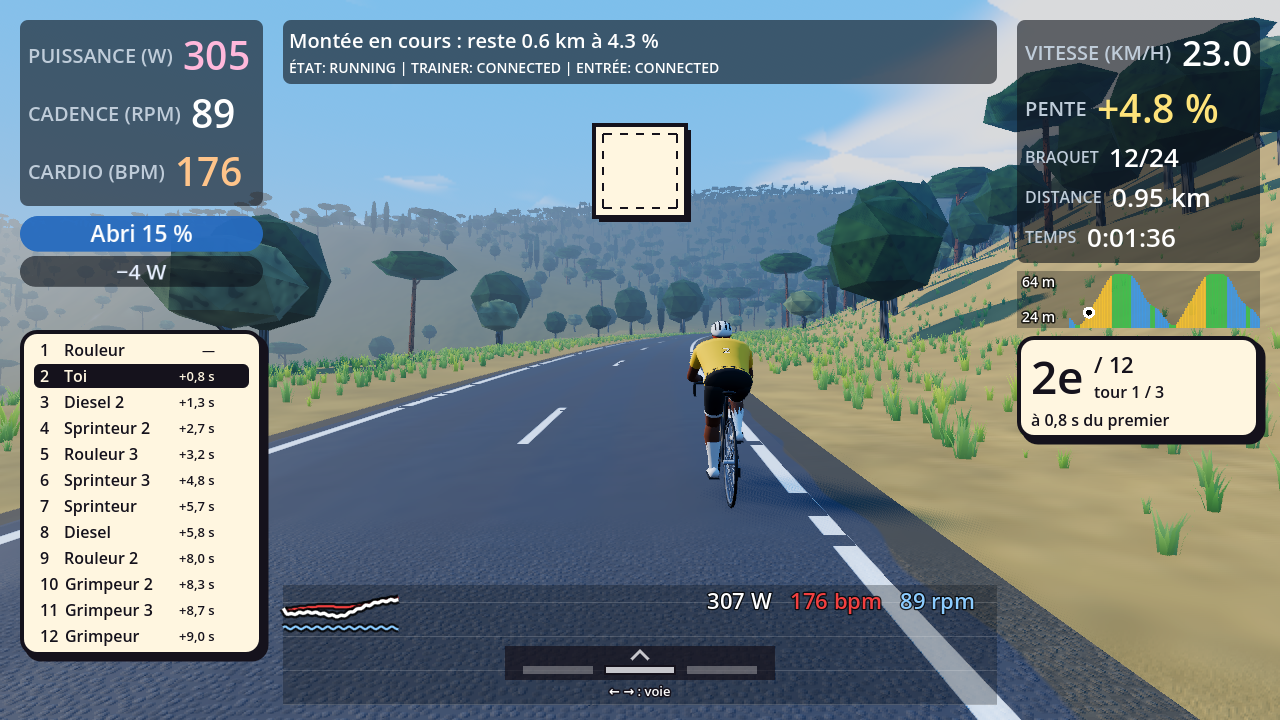 PUISSANCE (W) 305
CADENCE (RPM) 89
CARDIO (BPM) 176
Abri 15 %
−4 W
1 Rouleur —
2 Toi +0,8 s
3 Diesel 2 +1,3 s
4 Sprinteur 2 +2,7 s
5 Rouleur 3 +3,2 s
6 Sprinteur 3 +4,8 s
7 Sprinteur +5,7 s
8 Diesel +5,8 s
9 Rouleur 2 +8,0 s
10 Grimpeur 2 +8,3 s
11 Grimpeur 3 +8,7 s
12 Grimpeur +9,0 s
Montée en cours : reste 0.6 km à 4.3 %
ÉTAT: RUNNING | TRAINER: CONNECTED | ENTRÉE: CONNECTED
307 W 176 bpm 89 rpm
← → : voie
VITESSE (KM/H) 23.0
PENTE +4.8 %
BRAQUET 12/24
DISTANCE 0.95 km
TEMPS 0:01:36
64 m
24 m
2e / 12
tour 1 / 3
à 0,8 s du premier